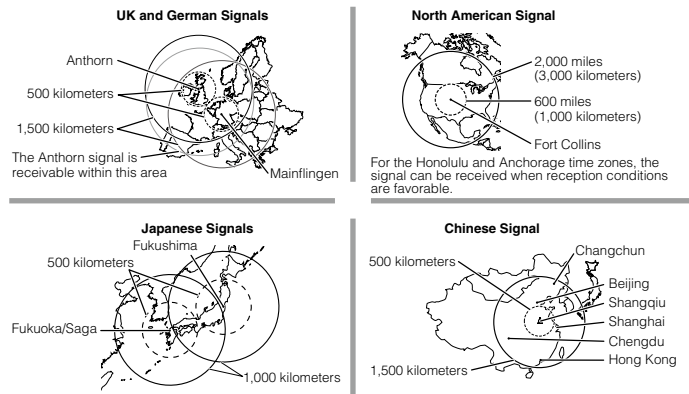 UK and German Signals
Anthorn
500 kilometers
1,500 kilometers
The Anthorn signal is
receivable within this area
Mainflingen
North American Signal
2,000 miles
(3,000 kilometers)
600 miles
(1,000 kilometers)
Fort Collins
For the Honolulu and Anchorage time zones, the
signal can be received when reception conditions
are favorable.
Japanese Signals
Fukushima
500 kilometers
Fukuoka/Saga
1,000 kilometers
Chinese Signal
Changchun
500 kilometers
Beijing
Shangqiu
Shanghai
Chengdu
Hong Kong
1,500 kilometers